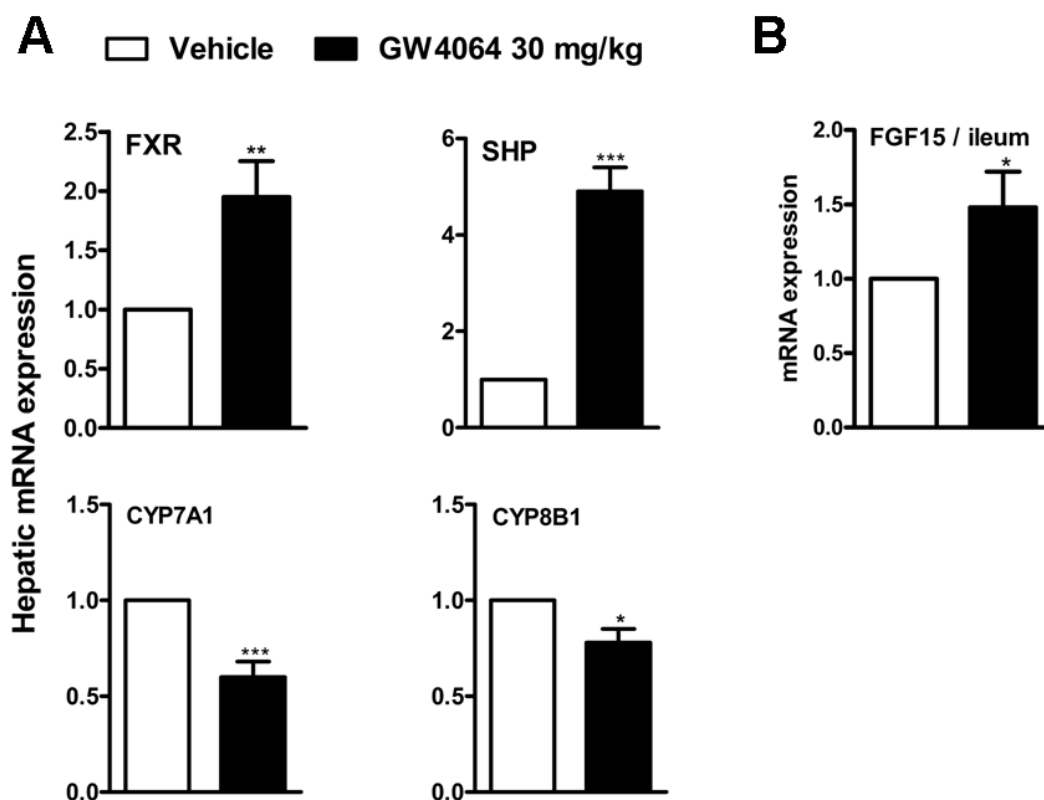 A
Vehicle
GW4064 30 mg/kg
B
Hepatic mRNA expression
FXR
**
2.5
2.0
1.5
1.0
0.5
0.0
SHP
***
6
4
2
0
mRNA expression
FGF15 / ileum
*
2.0
1.5
1.0
0.5
0.0
CYP7A1
***
1.5
1.0
0.5
0.0
CYP8B1
*
1.5
1.0
0.5
0.0